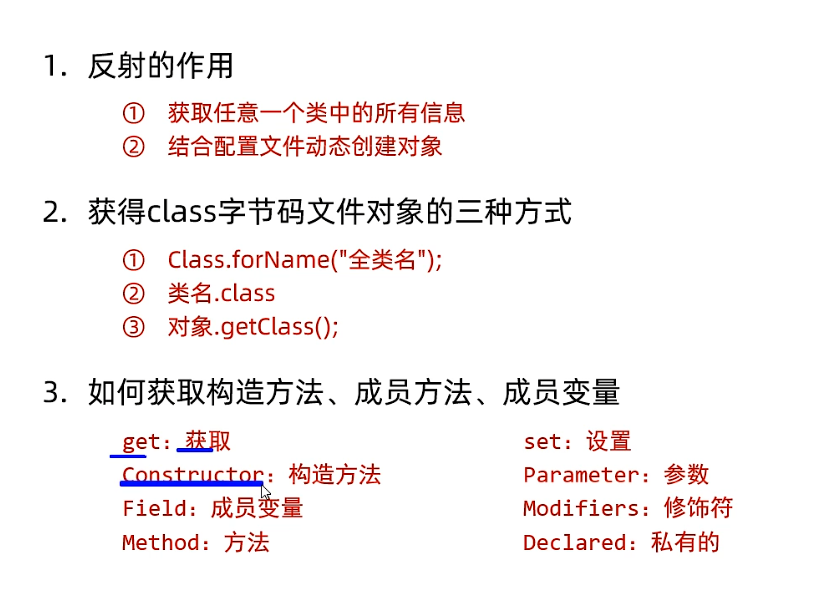 1. 反射的作用
① 获取任意一个类中的所有信息
② 结合配置文件动态创建对象
2. 获得class字节码文件对象的三种方式
① Class.forName("全类名");
② 类名.class
③ 对象.getClass();
3. 如何获取构造方法、成员方法、成员变量
get：获取 set：设置
Constructor：构造方法 Parameter：参数
Field：成员变量 Modifiers：修饰符
Method：方法 Declared：私有的